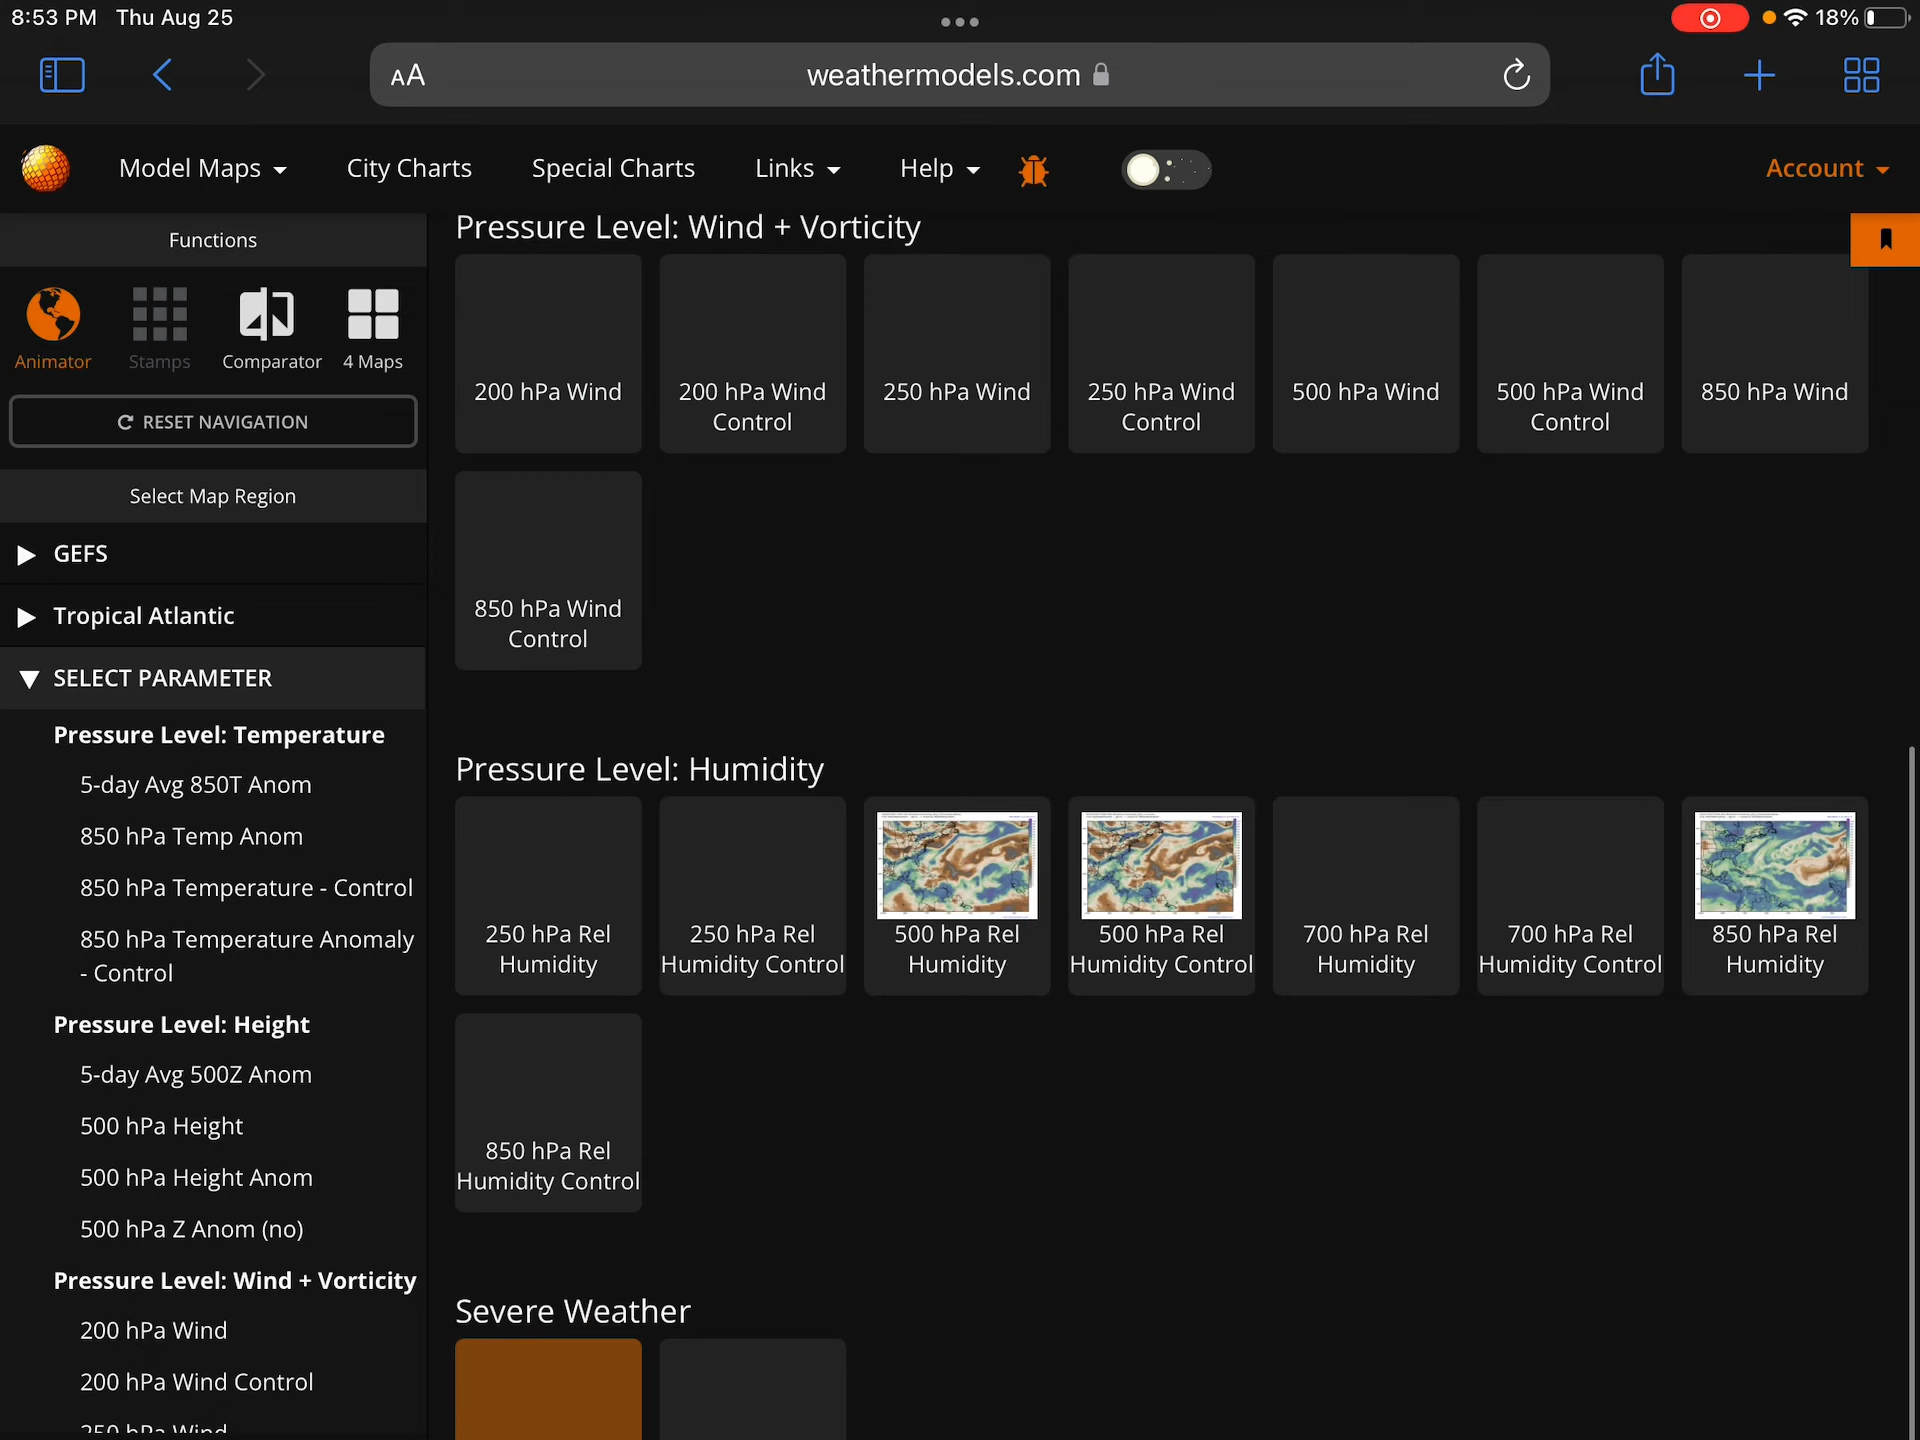 8:53 PM Thu Aug 25
18%
AA
weathermodels.com
Model Maps
City Charts
Special Charts
Links
Help
Account
Functions
Animator
Stamps
Comparator
4 Maps
RESET NAVIGATION
Select Map Region
GEFS
Tropical Atlantic
SELECT PARAMETER
Pressure Level: Temperature
5-day Avg 850T Anom
850 hPa Temp Anom
850 hPa Temperature - Control
850 hPa Temperature Anomaly
- Control
Pressure Level: Height
5-day Avg 500Z Anom
500 hPa Height
500 hPa Height Anom
500 hPa Z Anom (no)
Pressure Level: Wind + Vorticity
200 hPa Wind
200 hPa Wind Control
250 hPa Wind
Pressure Level: Wind + Vorticity
200 hPa Wind
200 hPa Wind
Control
250 hPa Wind
250 hPa Wind
Control
500 hPa Wind
500 hPa Wind
Control
850 hPa Wind
850 hPa Wind
Control
Pressure Level: Humidity
250 hPa Rel
Humidity
250 hPa Rel
Humidity Control
500 hPa Rel
Humidity
500 hPa Rel
Humidity Control
700 hPa Rel
Humidity
700 hPa Rel
Humidity Control
850 hPa Rel
Humidity
850 hPa Rel
Humidity Control
Severe Weather